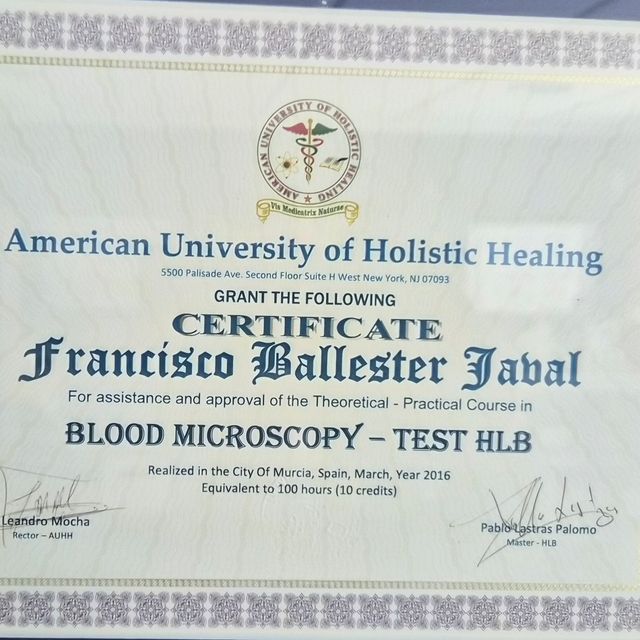 AMERICAN UNIVERSITY OF HOLISTIC HEALING
Vis Medicatrix Naturae
American University of Holistic Healing
5500 Palisade Ave. Second Floor Suite H West New York, NJ 07093
GRANT THE FOLLOWING
CERTIFICATE
Francisco Ballester Javal
For assistance and approval of the Theoretical - Practical Course in
BLOOD MICROSCOPY – TEST HLB
Realized in the City Of Murcia, Spain, March, Year 2016
Equivalent to 100 hours (10 credits)
Leandro Mocha
Rector – AUHH
Pablo Lastras Palomo
Master - HLB